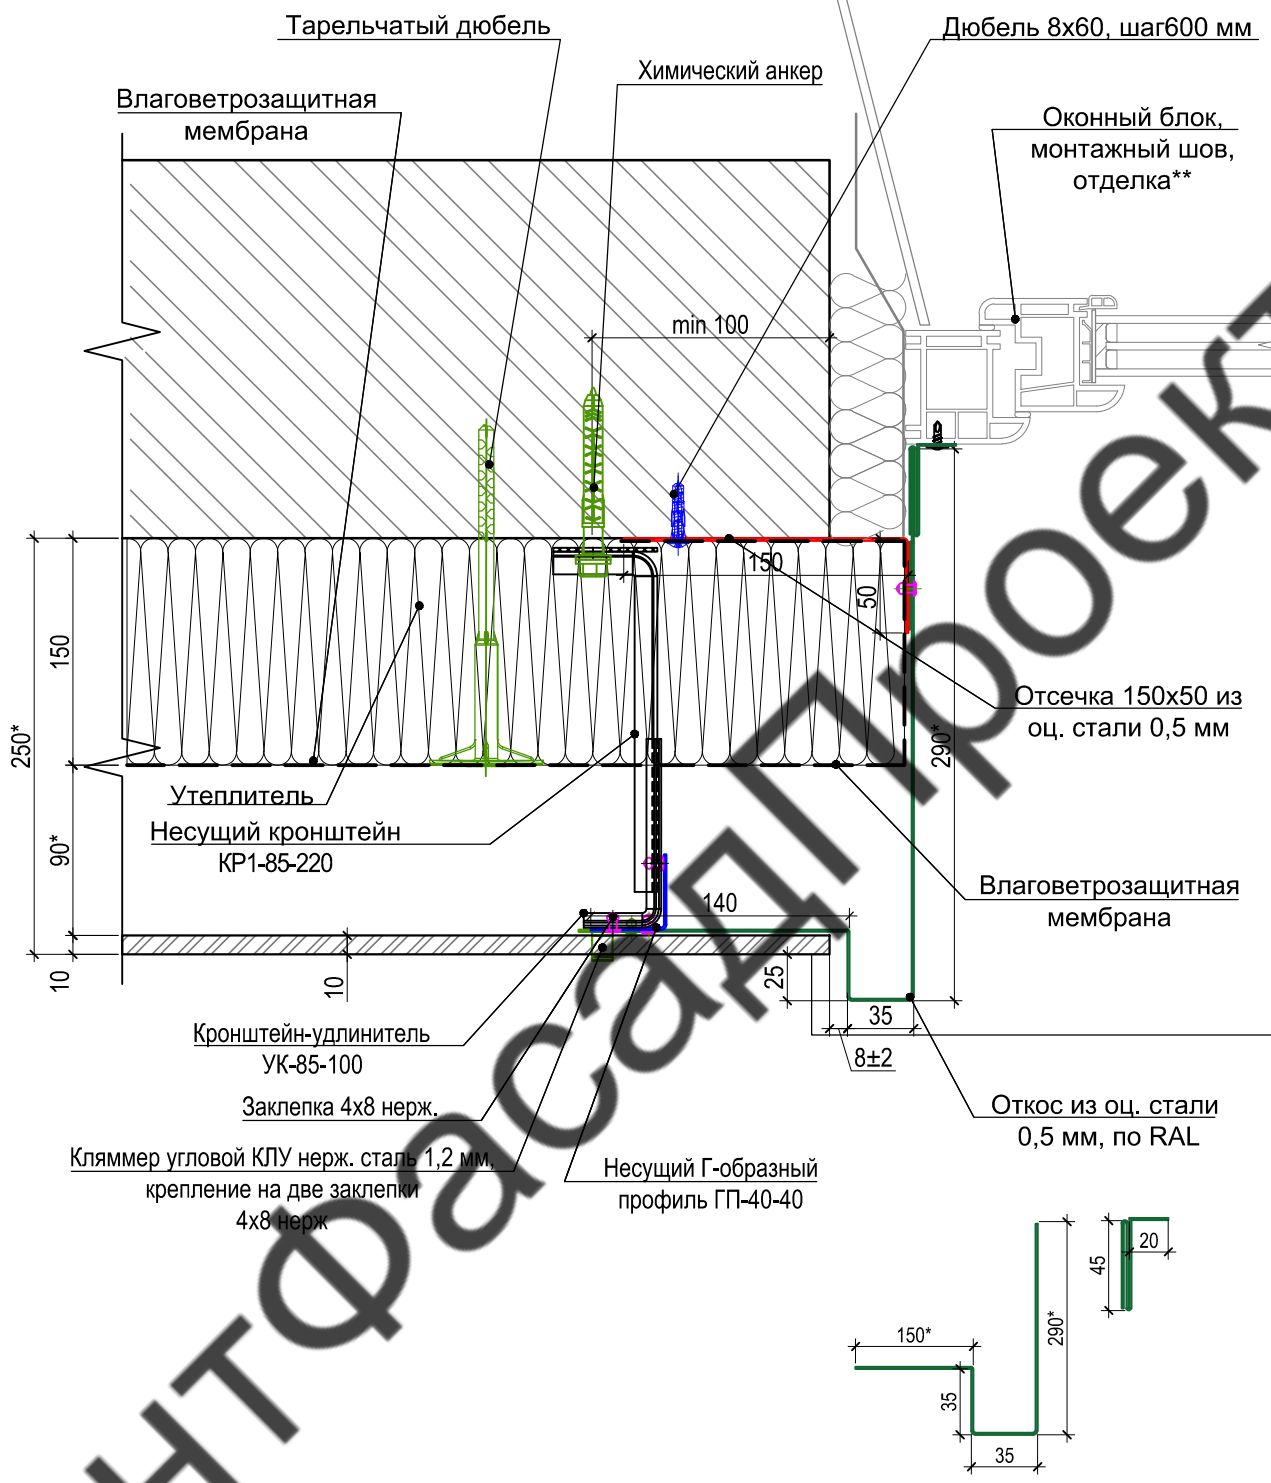 Тарельчатый дюбель
Дюбель 8х60, шаг600 мм
Химический анкер
Влаговетрозащитная
мембрана
Оконный блок,
монтажный шов,
отделка**
min 100
150
50
150
250*
290*
Отсечка 150х50 из
оц. стали 0,5 мм
Утеплитель
Несущий кронштейн
КР1-85-220
90*
140
Влаговетрозащитная
мембрана
10
10
25
35
8±2
Кронштейн-удлинитель
УК-85-100
Заклепка 4х8 нерж.
Откос из оц. стали
0,5 мм, по RAL
Кляммер угловой КЛУ нерж. сталь 1,2 мм,
крепление на две заклепки
4х8 нерж
Несущий Г-образный
профиль ГП-40-40
45
20
150*
290*
35
35
нтФасадПроект